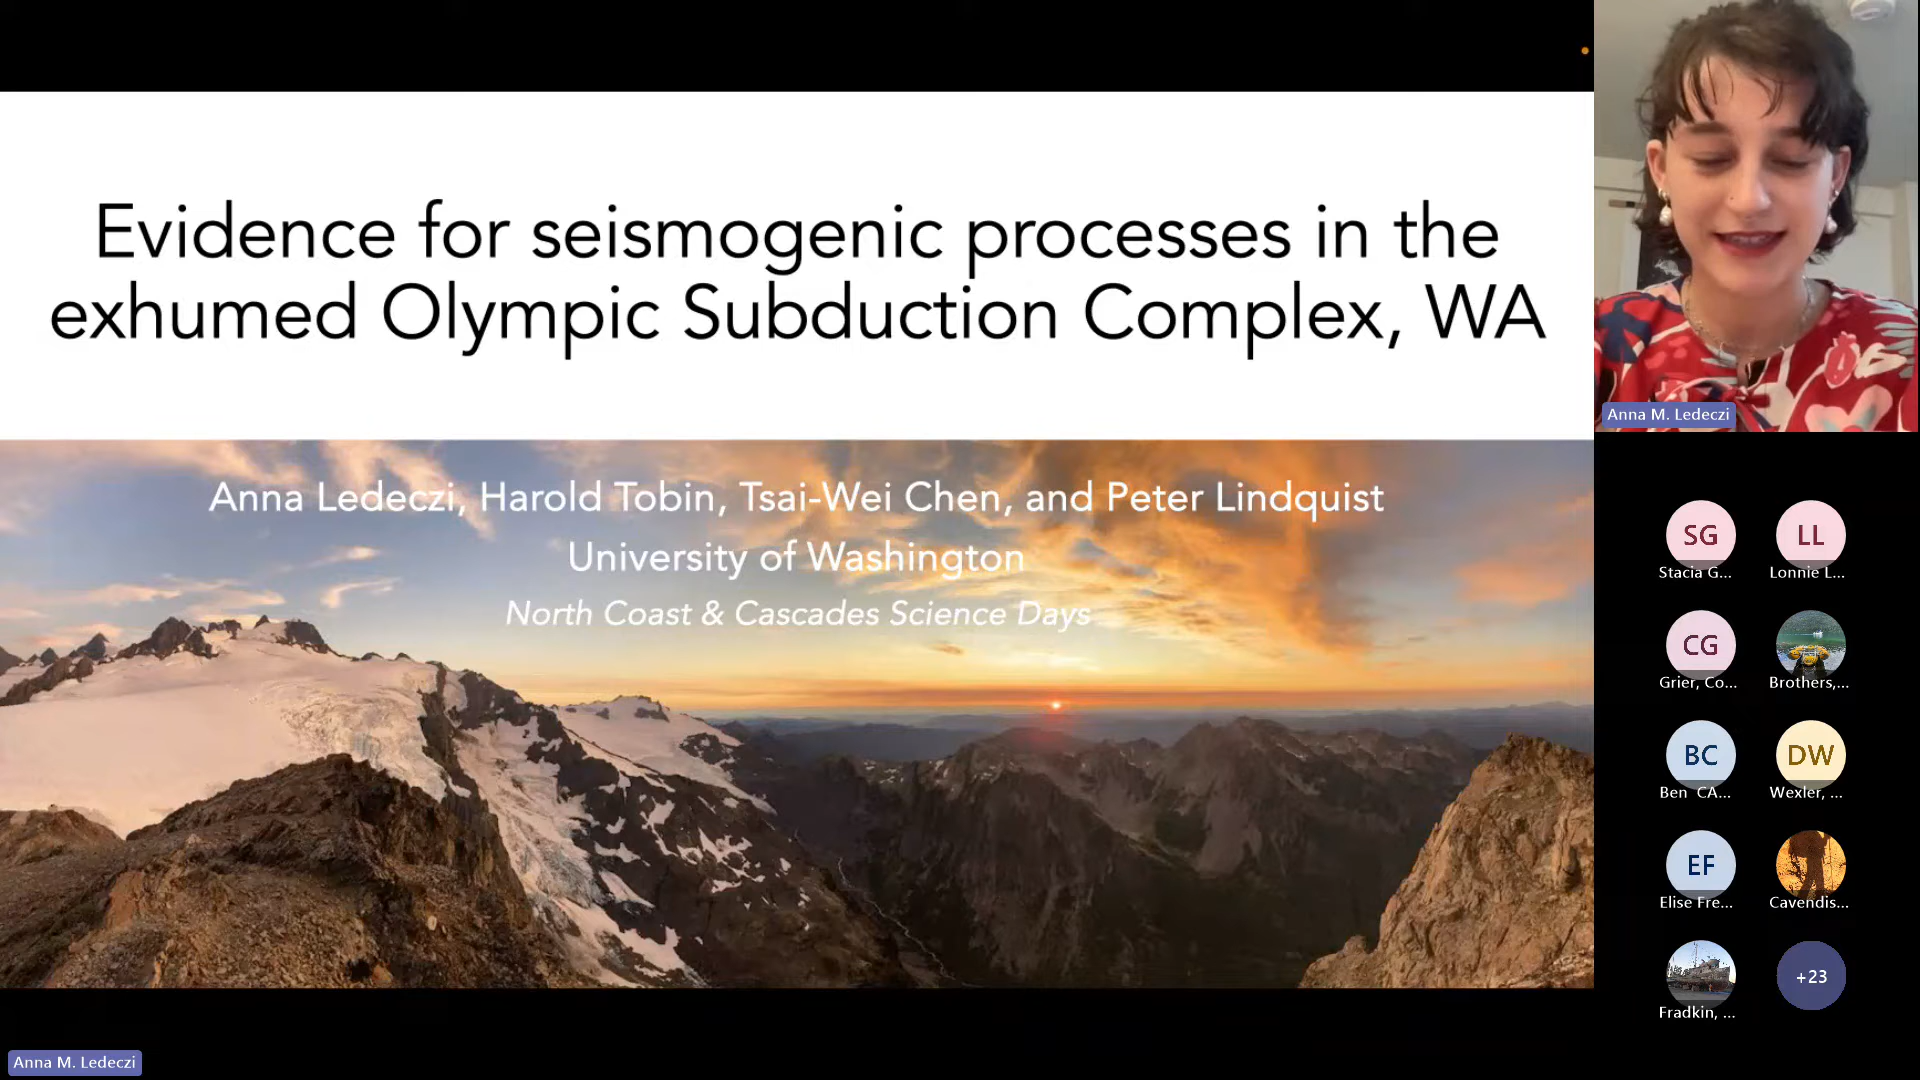 Evidence for seismogenic processes in the
exhumed Olympic Subduction Complex, WA
Anna Ledeczi, Harold Tobin, Tsai-Wei Chen, and Peter Lindquist
University of Washington
North Coast & Cascades Science Days
Anna M. Ledeczi
SG
Stacia G...
LL
Lonnie L...
CG
Grier, Co...
Brothers,...
BC
Ben CA...
DW
Wexler, ...
EF
Elise Fre...
Cavendis...
Fradkin, ...
+23
Anna M. Ledeczi